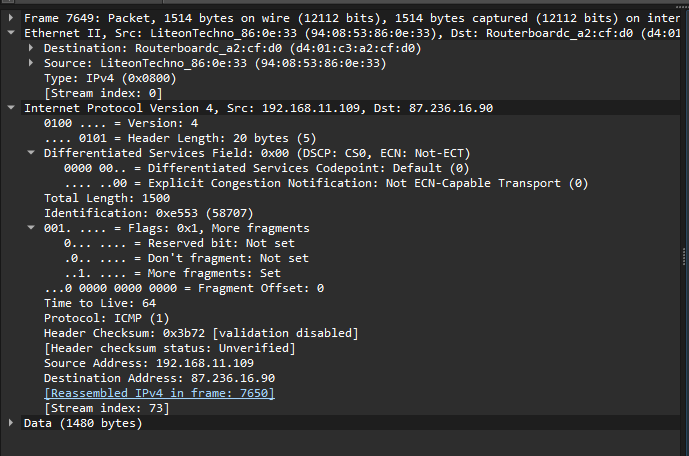 Frame 7649: Packet, 1514 bytes on wire (12112 bits), 1514 bytes captured (12112 bits) on inter
Ethernet II, Src: LiteonTechno_86:0e:33 (94:08:53:86:0e:33), Dst: Routerboardc_a2:cf:d0 (d4:01
Destination: Routerboardc_a2:cf:d0 (d4:01:c3:a2:cf:d0)
Source: LiteonTechno_86:0e:33 (94:08:53:86:0e:33)
Type: IPv4 (0x0800)
[Stream index: 0]
Internet Protocol Version 4, Src: 192.168.11.109, Dst: 87.236.16.90
0100 .... = Version: 4
.... 0101 = Header Length: 20 bytes (5)
Differentiated Services Field: 0x00 (DSCP: CS0, ECN: Not-ECT)
0000 00.. = Differentiated Services Codepoint: Default (0)
.... ..00 = Explicit Congestion Notification: Not ECN-Capable Transport (0)
Total Length: 1500
Identification: 0xe553 (58707)
001. .... = Flags: 0x1, More fragments
0... .... = Reserved bit: Not set
.0.. .... = Don't fragment: Not set
..1. .... = More fragments: Set
...0 0000 0000 0000 = Fragment Offset: 0
Time to Live: 64
Protocol: ICMP (1)
Header Checksum: 0x3b72 [validation disabled]
[Header checksum status: Unverified]
Source Address: 192.168.11.109
Destination Address: 87.236.16.90
[Reassembled IPv4 in frame: 7650]
[Stream index: 73]
Data (1480 bytes)